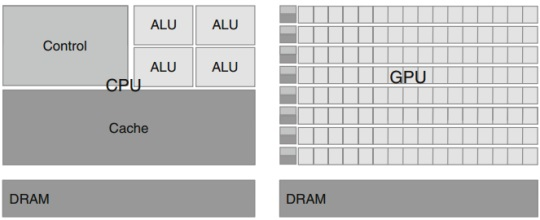 Control
ALU ALU
ALU ALU
CPU
Cache
DRAM
GPU
DRAM